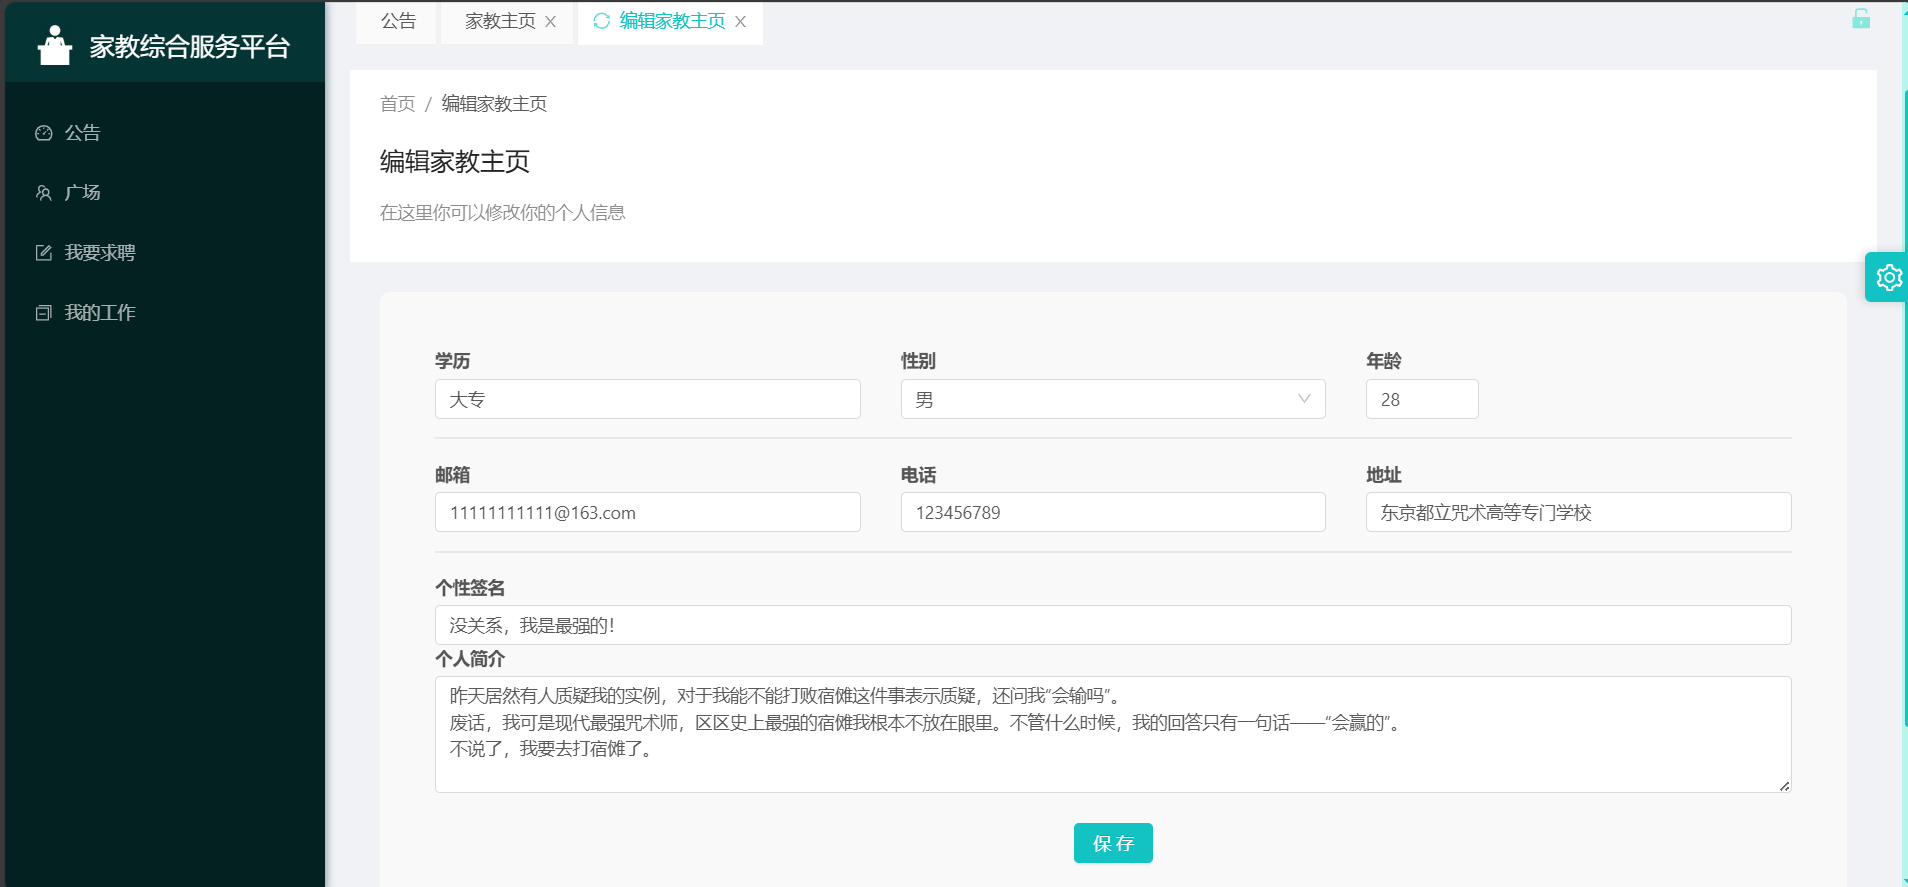 家教综合服务平台
公告
广场
我要求聘
我的工作
公告
家教主页
编辑家教主页
首页 / 编辑家教主页
编辑家教主页
在这里你可以修改你的个人信息
学历
性别
年龄
大专
男
28
邮箱
电话
地址
11111111111@163.com
123456789
东京都立咒术高等专门学校
个性签名
没关系，我是最强的！
个人简介
昨天居然有人质疑我的实例，对于我能不能打败宿傩这件事表示质疑，还问我“会输吗”。
废话，我可是现代最强咒术师，区区史上最强的宿傩我根本不放在眼里。不管什么时候，我的回答只有一句话——“会赢的”。
不说了，我要去打宿傩了。
保存